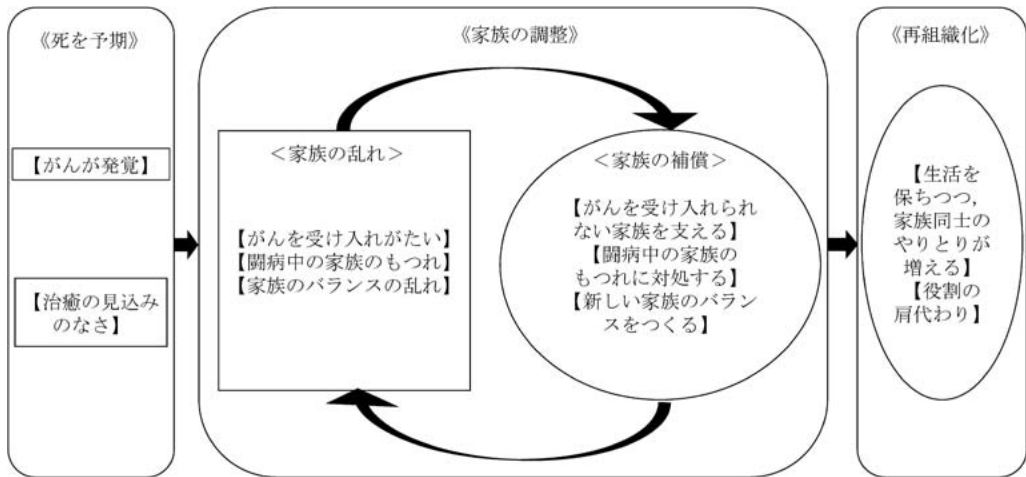 《死を予期》
【がんが発覚】
【治癒の見込み
のなさ】
《家族の調整》
＜家族の乱れ＞
【がんを受け入れがたい】
【闘病中の家族のもつれ】
【家族のバランスの乱れ】
＜家族の補償＞
【がんを受け入れられ
ない家族を支える】
【闘病中の家族の
もつれに対処する】
【新しい家族のバラン
スをつくる】
《再組織化》
【生活を
保ちつつ，
家族同士の
やりとりが
増える】
【役割の
肩代わり】